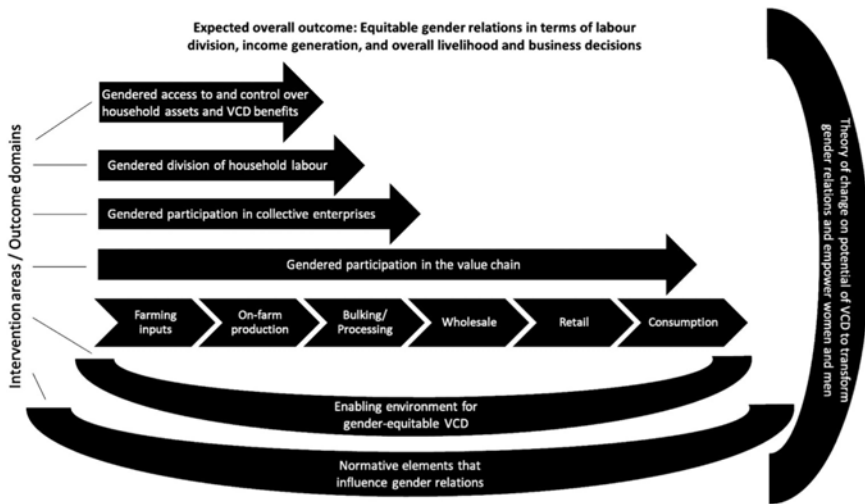 Expected overall outcome: Equitable gender relations in terms of labour
division, income generation, and overall livelihood and business decisions
Intervention areas / Outcome domains
Gendered access to and control over
household assets and VCD benefits
Gendered division of household labour
Gendered participation in collective enterprises
Gendered participation in the value chain
Farming
inputs
On-farm
production
Bulking/
Processing
Wholesale
Retail
Consumption
Enabling environment for
gender-equitable VCD
Normative elements that
influence gender relations
Theory of change on potential of VCD to transform
gender relations and empower women and men